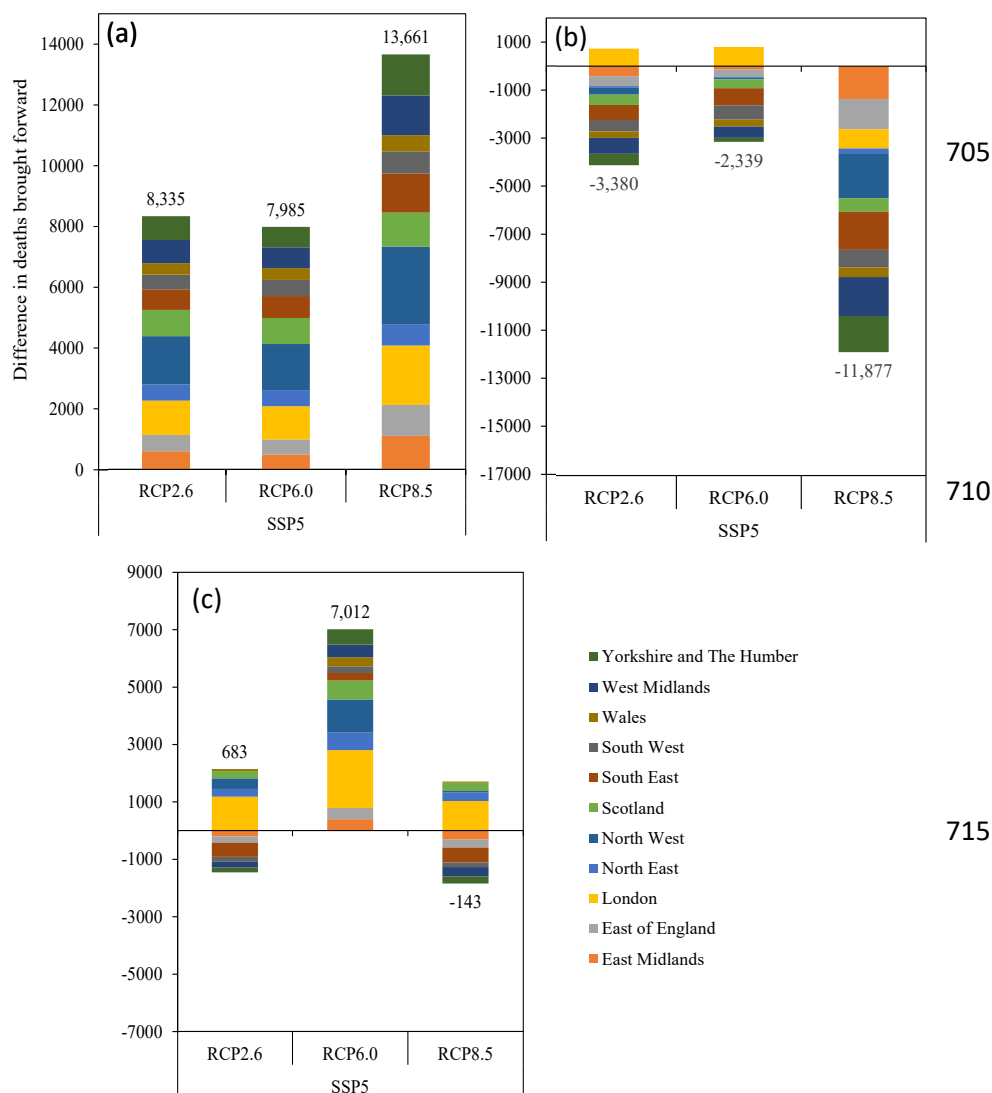 (a)
Difference in deaths brought forward
14000
12000
10000
8000
6000
4000
2000
0
8,335
7,985
13,661
RCP2.6
RCP6.0
RCP8.5
SSP5
(b)
1000
-1000
-3000
-5000
-7000
-9000
-11000
-13000
-15000
-17000
-3,380
-2,339
-11,877
RCP2.6
RCP6.0
RCP8.5
SSP5
705
710
(c)
9000
7000
5000
3000
1000
-1000
-3000
-5000
-7000
683
7,012
-143
RCP2.6
RCP6.0
RCP8.5
SSP5
Yorkshire and The Humber
West Midlands
Wales
South West
South East
Scotland
North West
North East
London
East of England
East Midlands
715